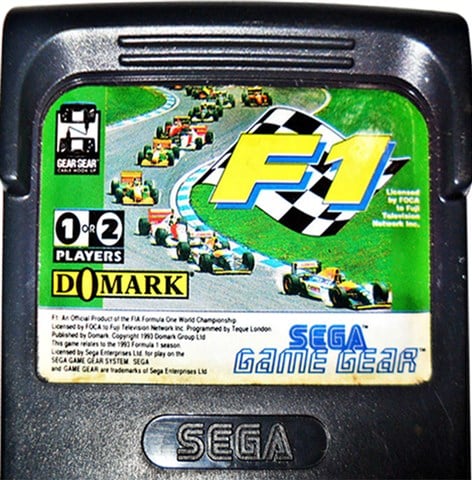 F1
Licensed
by FOCA
to Fuji
Television
Network Inc.
GEAR GEAR™
CABLE HOOK UP
1 OR 2
PLAYERS
DOMARK™
F1 An Official Product of the FIA Formula One World Championship
Licensed by FOCA to Fuji Television Network Inc. Programmed by Teque London.
Published by Domark. Copyright 1993 Domark Group Ltd
This game relates to the 1993 Formula 1 season.
Licensed by Sega Enterprises Ltd. for play on the
SEGA GAME GEAR SYSTEM. SEGA
and GAME GEAR are trademarks of Sega Enterprises Ltd
SEGA™
GAME GEAR™
SEGA